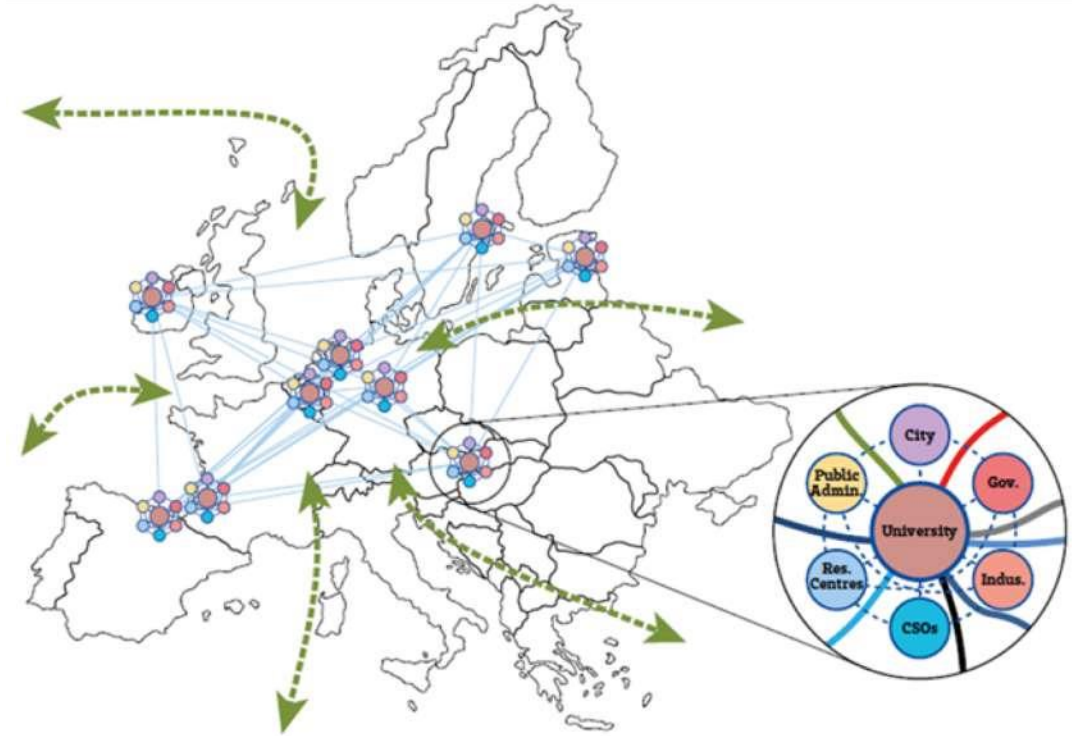 City
Public
Admin.
Gov.
University
Res.
Centres
Indus.
CSOs